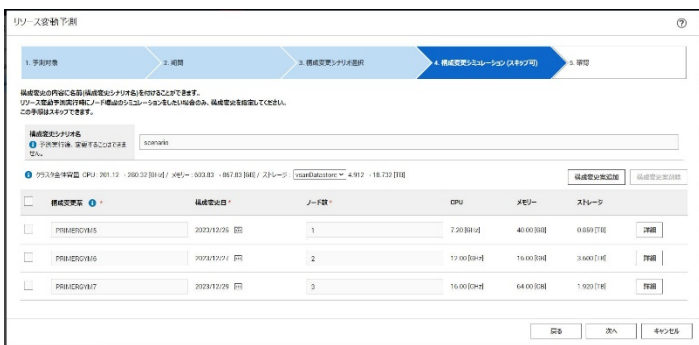 リソース変動予測
1. 予測対象
2. 期間
3. 構成変更シナリオ選択
4. 構成変更シミュレーション (スキップ可)
5. 確認
構成変更の内容に名前(構成変更シナリオ名)を付けることができます。
リソース変動予測実行時にノード増設のシミュレーションをしたい場合のみ、構成変更を指定してください。
この手順はスキップできます。
構成変更シナリオ名
予測実行後、変更することはできません。
scenario
クラスタ全体容量 CPU : 201.12 → 280.32 [GHz] / メモリー : 603.83 → 867.83 [GB] / ストレージ : vsanDatastore 4.912 → 18.732 [TB]
構成変更案追加
構成変更案削除
構成変更案 *
構成変更日 *
ノード数 *
CPU
メモリー
ストレージ
PRIMERGYM5 2023/12/25 1 7.20 [GHz] 40.00 [GB] 0.859 [TB] 詳細
PRIMERGYM6 2023/12/27 2 12.00 [GHz] 16.00 [GB] 3.600 [TB] 詳細
PRIMERGYM7 2023/12/29 3 16.00 [GHz] 64.00 [GB] 1.920 [TB] 詳細
戻る
次へ
キャンセル